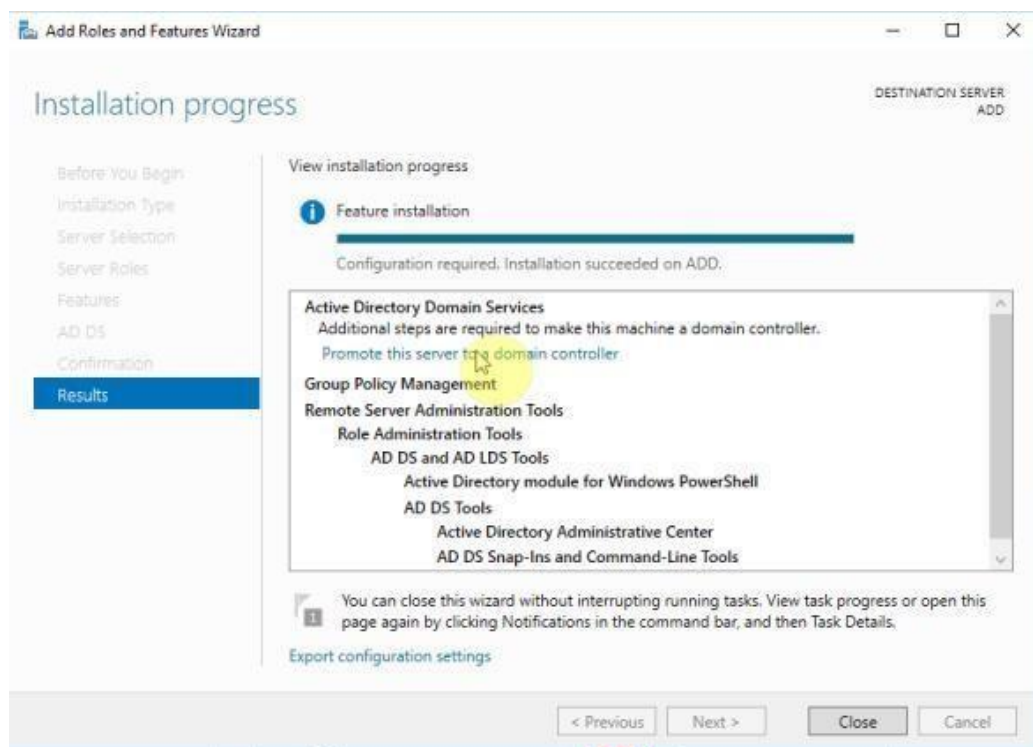 Add Roles and Features Wizard
Installation progress
DESTINATION SERVER
ADD
Before You Begin
Installation Type
Server Selection
Server Roles
Features
AD DS
Confirmation
Results
View installation progress
Feature installation
Configuration required. Installation succeeded on ADD.
Active Directory Domain Services
Additional steps are required to make this machine a domain controller.
Promote this server to a domain controller
Group Policy Management
Remote Server Administration Tools
Role Administration Tools
AD DS and AD LDS Tools
Active Directory module for Windows PowerShell
AD DS Tools
Active Directory Administrative Center
AD DS Snap-Ins and Command-Line Tools
1
You can close this wizard without interrupting running tasks. View task progress or open this
page again by clicking Notifications in the command bar, and then Task Details.
Export configuration settings
< Previous
Next >
Close
Cancel